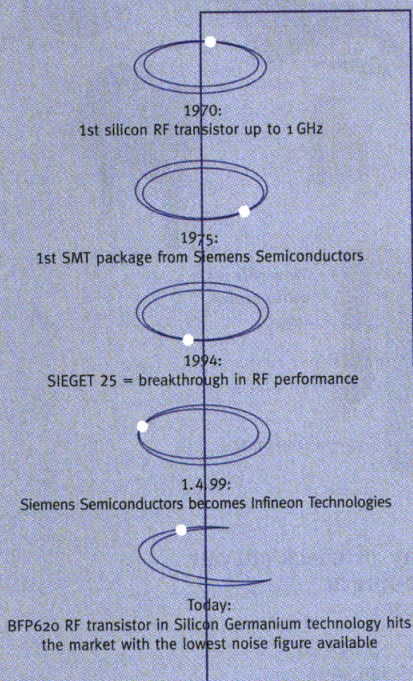 1970:
1st silicon RF transistor up to 1 GHz
1975:
1st SMT package from Siemens Semiconductors
1994:
SIEGET 25 = breakthrough in RF performance
1.4.99:
Siemens Semiconductors becomes Infineon Technologies
Today:
BFP620 RF transistor in Silicon Germanium technology hits
the market with the lowest noise figure available